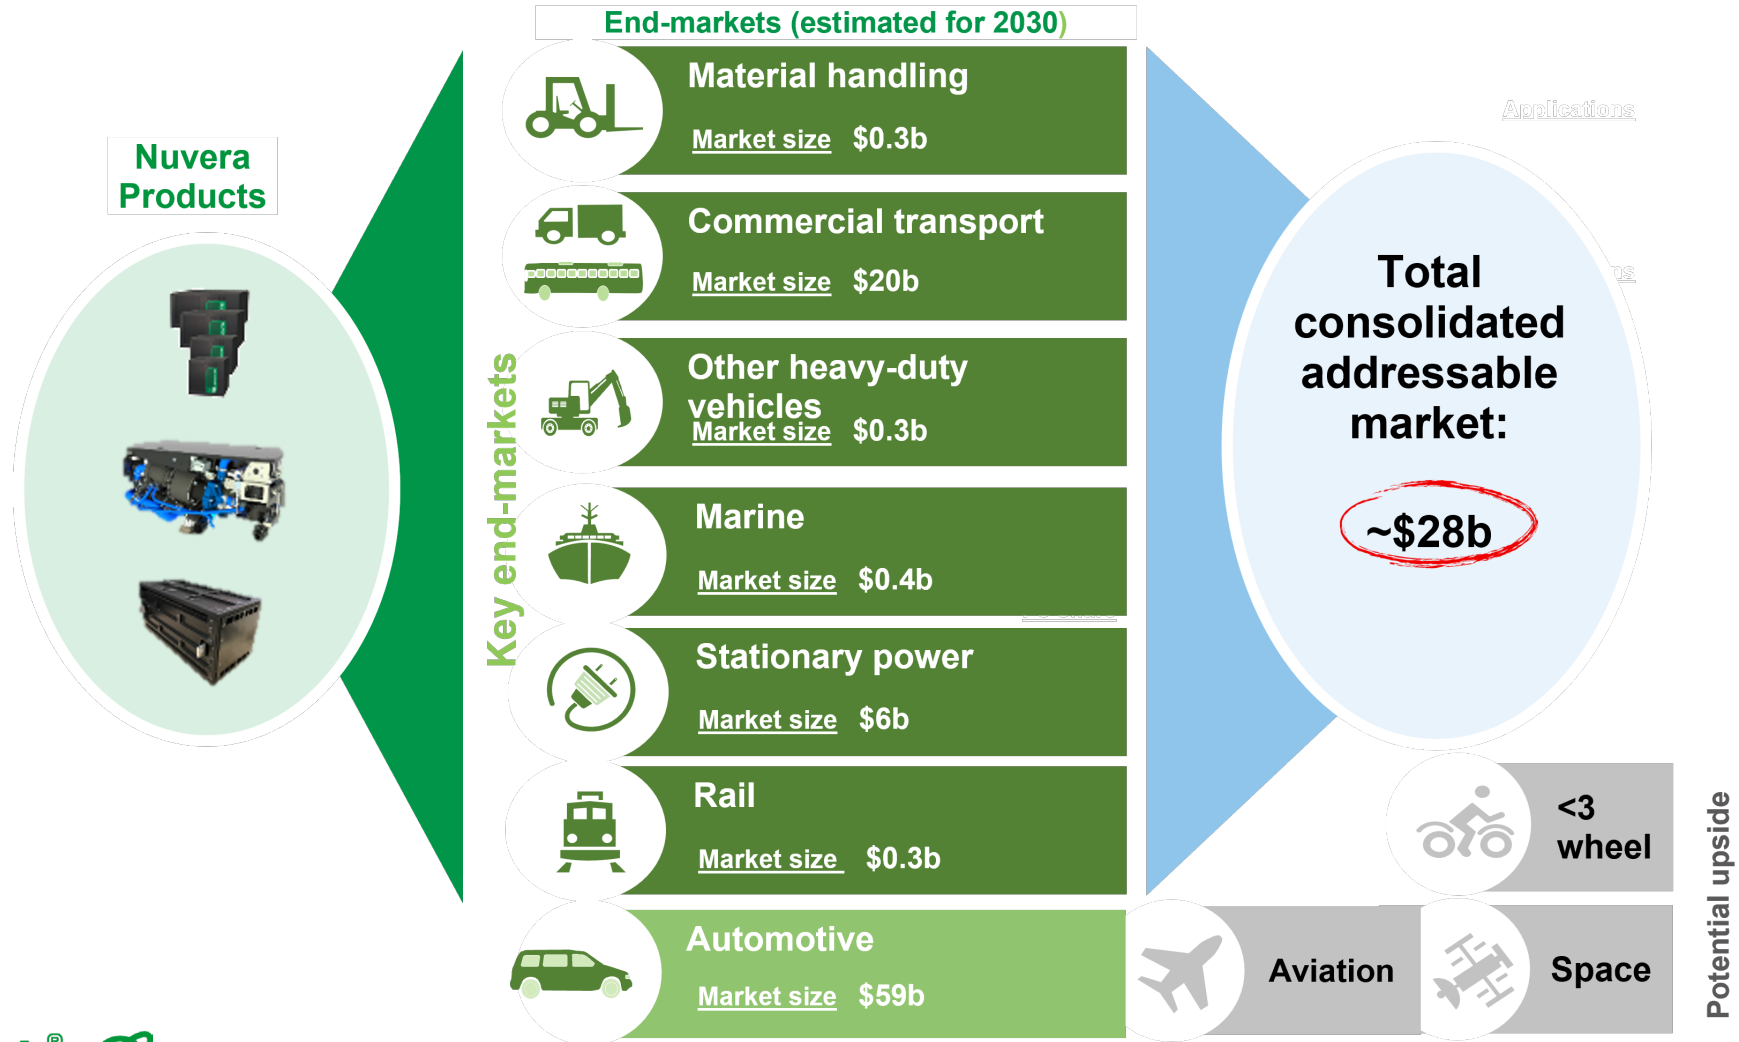 End-markets (estimated for 2030)
Nuvera
Products
Key end-markets
Material handling
Market size $0.3b
Commercial transport
Market size $20b
Other heavy-duty
vehicles
Market size $0.3b
Marine
Market size $0.4b
Stationary power
Market size $6b
Rail
Market size $0.3b
Automotive
Market size $59b
Applications
Total
consolidated
addressable
market:
~$28b
<3
wheel
Aviation
Space
Potential upside